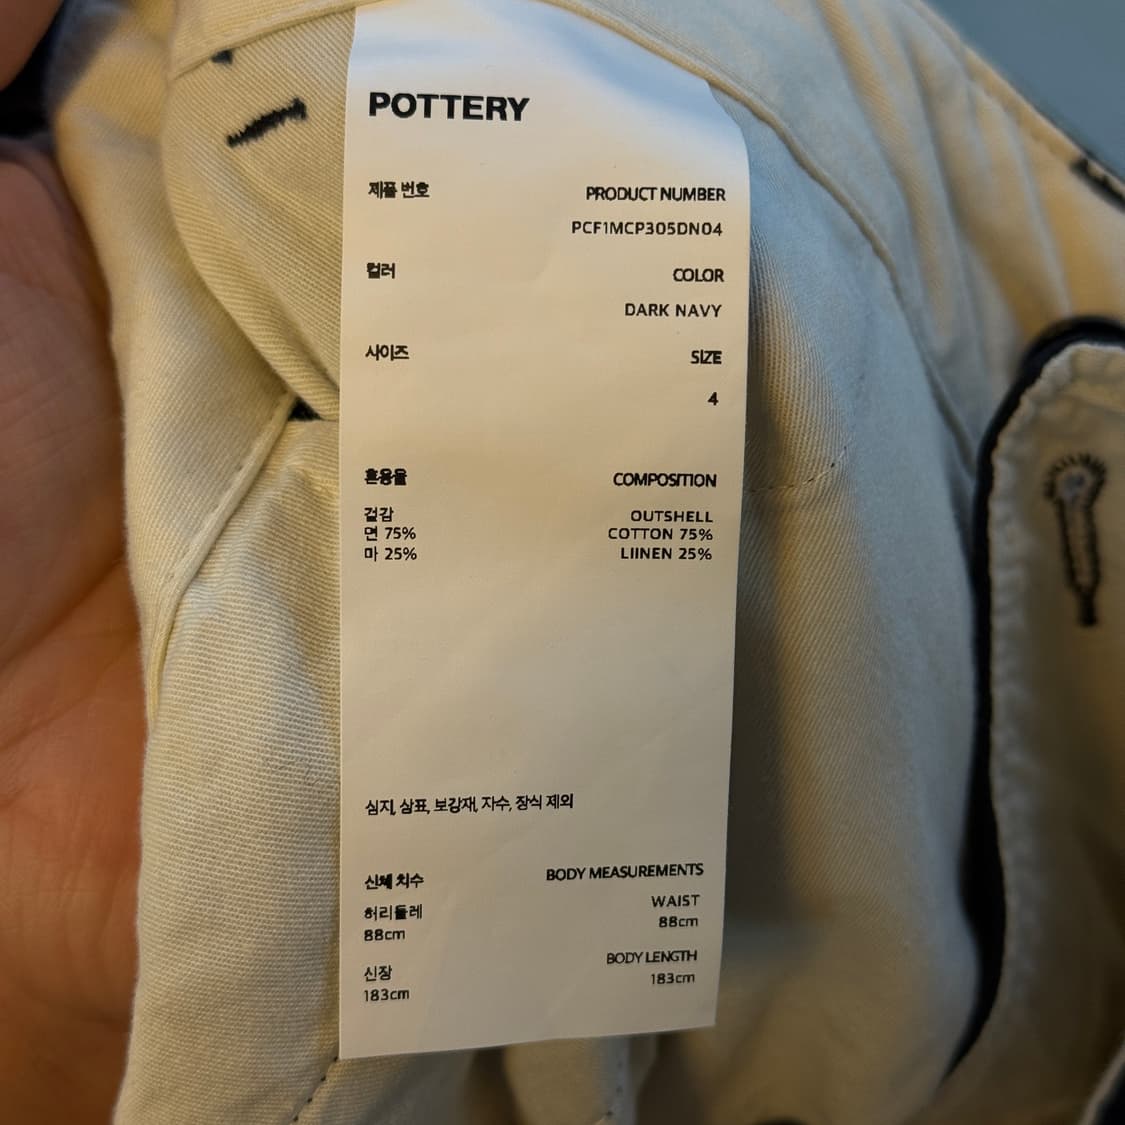 POTTERY
제품 번호 PRODUCT NUMBER
PCF1MCP305DN04
컬러 COLOR
DARK NAVY
사이즈 SIZE
4
혼용율 COMPOSITION
겉감 OUTSHELL
면 75% COTTON 75%
마 25% LIINEN 25%
심지, 상표, 보강재, 자수, 장식 제외
신체 치수 BODY MEASUREMENTS
허리둘레 WAIST
88cm 88cm
신장 BODY LENGTH
183cm 183cm